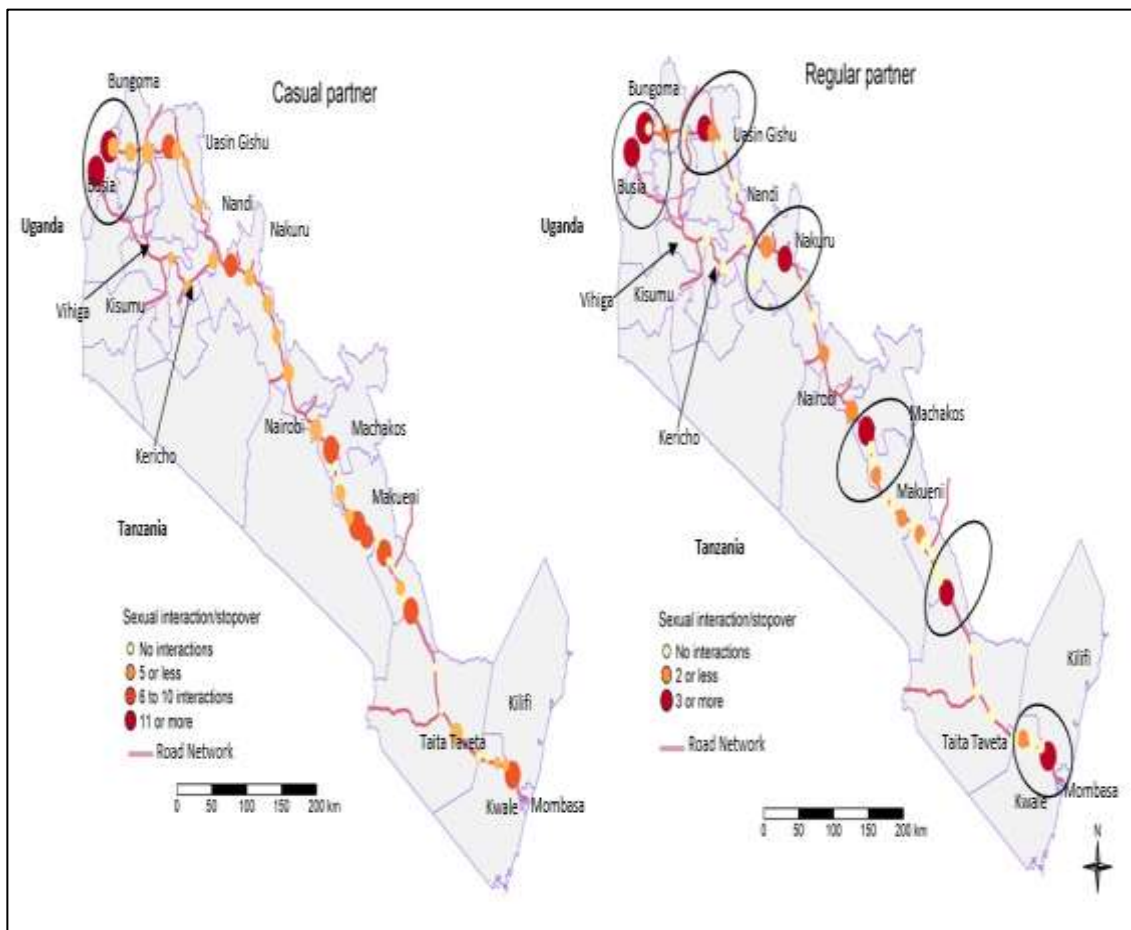 Casual partner
Bungoma
Uasin Gishu
Busia
Nandi
Uganda
Nakuru
Vihiga
Kisumu
Nairobi
Machakos
Kericho
Makueni
Tanzania
Sexual interaction/stopover
No interactions
5 or less
6 to 10 interactions
11 or more
Road Network
Kilifi
Taita Taveta
Kwale
Mombasa
0 50 100 150 200 km
Regular partner
Bungoma
Uasin Gishu
Busia
Nandi
Uganda
Nakuru
Vihiga
Kisumu
Nairobi
Machakos
Kericho
Makueni
Tanzania
Sexual interaction/stopover
No interactions
2 or less
3 or more
Road Network
Kilifi
Taita Taveta
Kwale
Mombasa
0 50 100 150 200 km
N